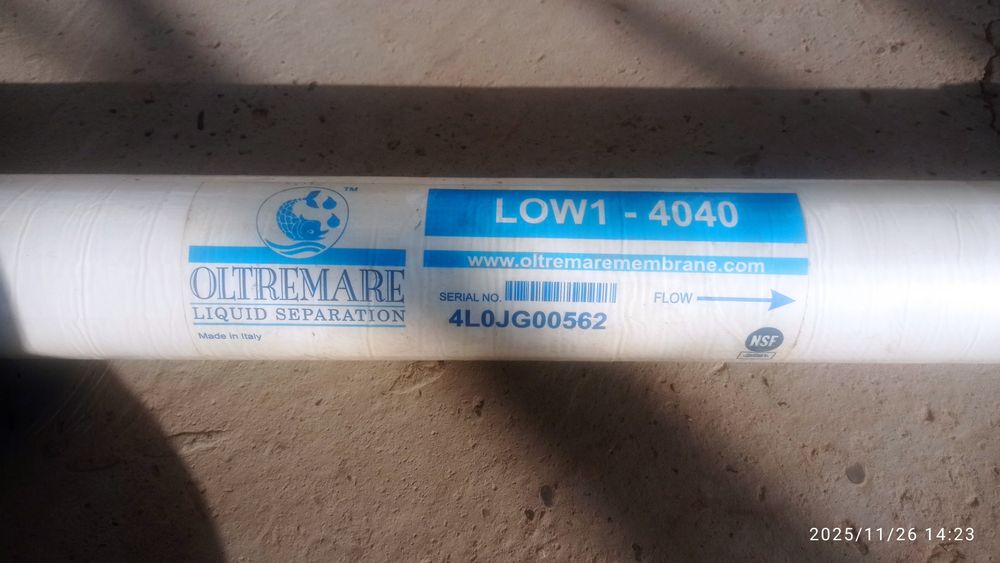 TM
OLTREMARE
LIQUID SEPARATION
Made in Italy
LOW1 - 4040
www.oltremaremembrane.com
SERIAL NO.
4L0JG00562
FLOW
NSF
2025/11/26 14:23